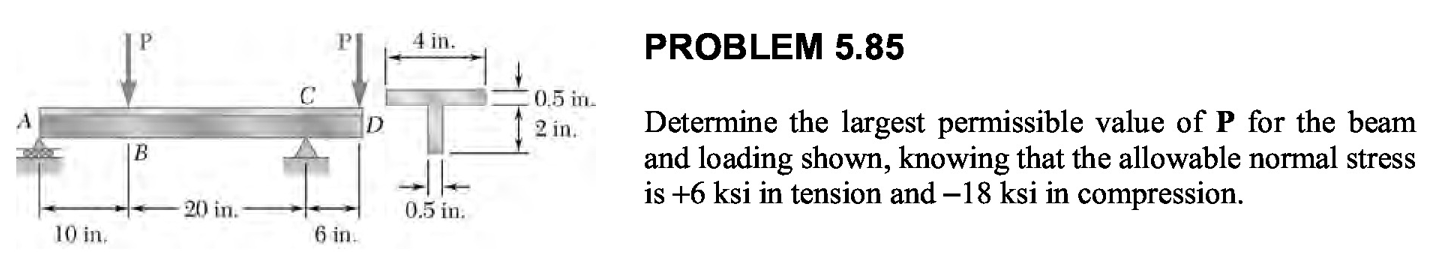 P
P
4 in.
C
0.5 in.
A
D
2 in.
B
20 in.
0.5 in.
10 in.
6 in.
PROBLEM 5.85
Determine the largest permissible value of P for the beam
and loading shown, knowing that the allowable normal stress
is +6 ksi in tension and −18 ksi in compression.